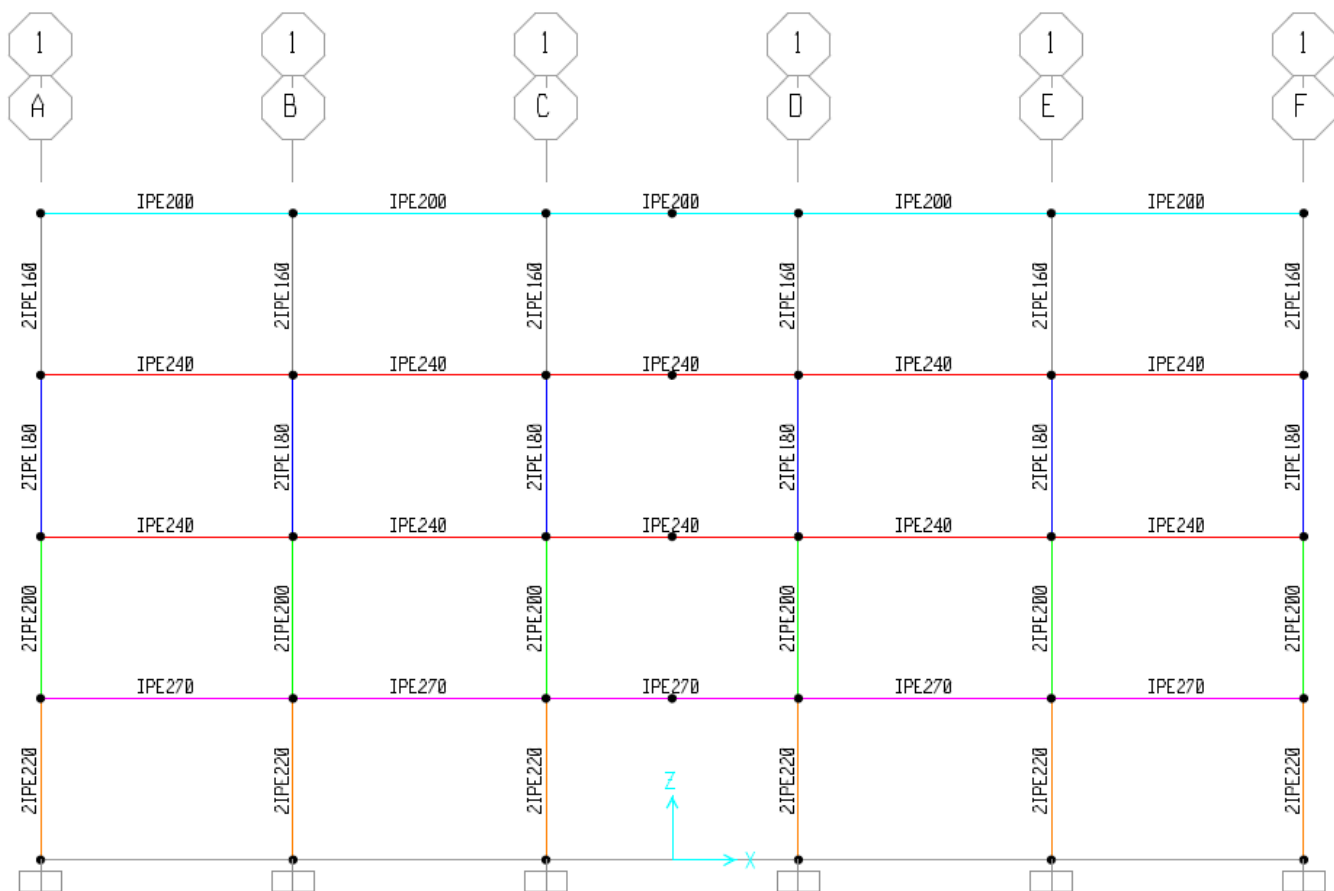 1 1 1 1 1 1
A B C D E F
IPE200 IPE200 IPE200 IPE200 IPE200
2IPE160 2IPE160 2IPE160 2IPE160 2IPE160 2IPE160
IPE240 IPE240 IPE240 IPE240 IPE240
2IPE180 2IPE180 2IPE180 2IPE180 2IPE180 2IPE180
IPE240 IPE240 IPE240 IPE240 IPE240
2IPE200 2IPE200 2IPE200 2IPE200 2IPE200 2IPE200
IPE270 IPE270 IPE270 IPE270 IPE270
2IPE220 2IPE220 2IPE220 2IPE220 2IPE220 2IPE220
Z
X